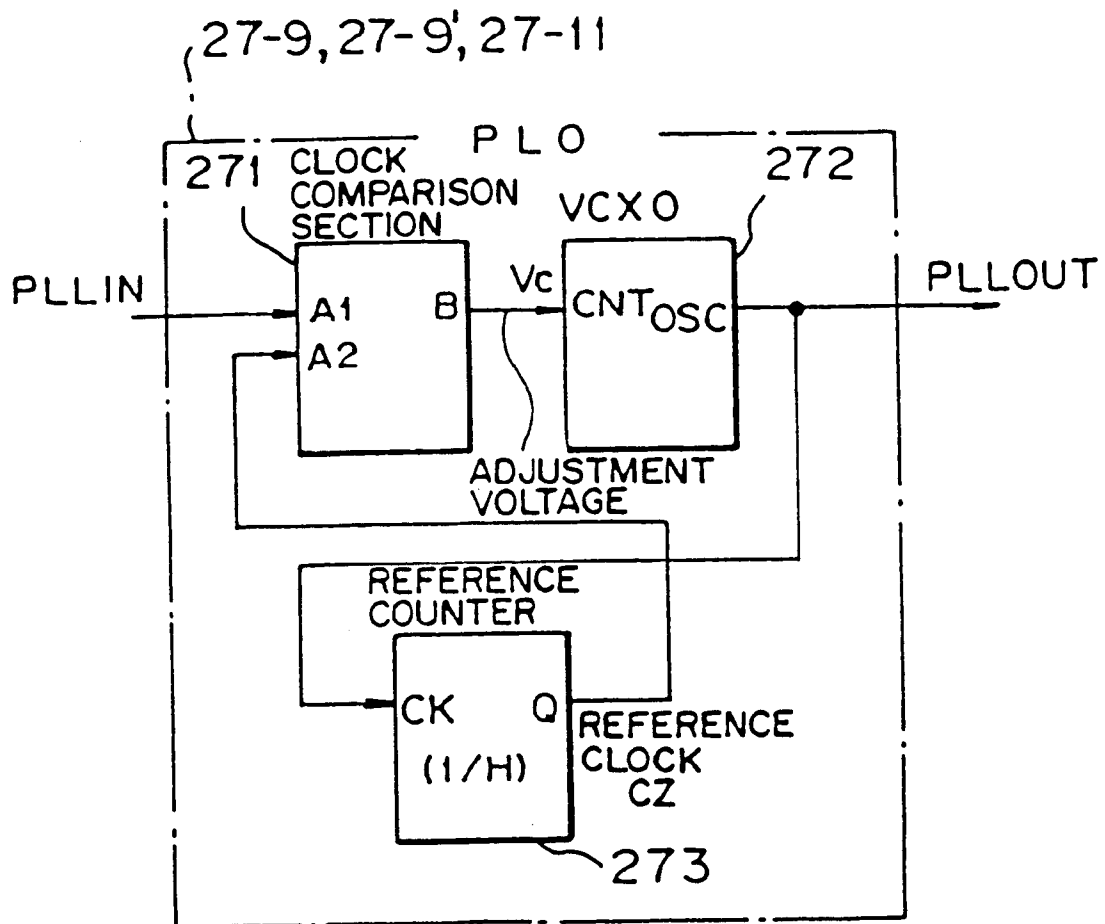 27-9, 27-9', 27-11
PLO
271
CLOCK
COMPARISON
SECTION
VCXO
272
PLLIN
A1
A2
B
Vc
CNT
OSC
PLLOUT
ADJUSTMENT
VOLTAGE
REFERENCE
COUNTER
CK
Q
(1/H)
REFERENCE
CLOCK
CZ
273